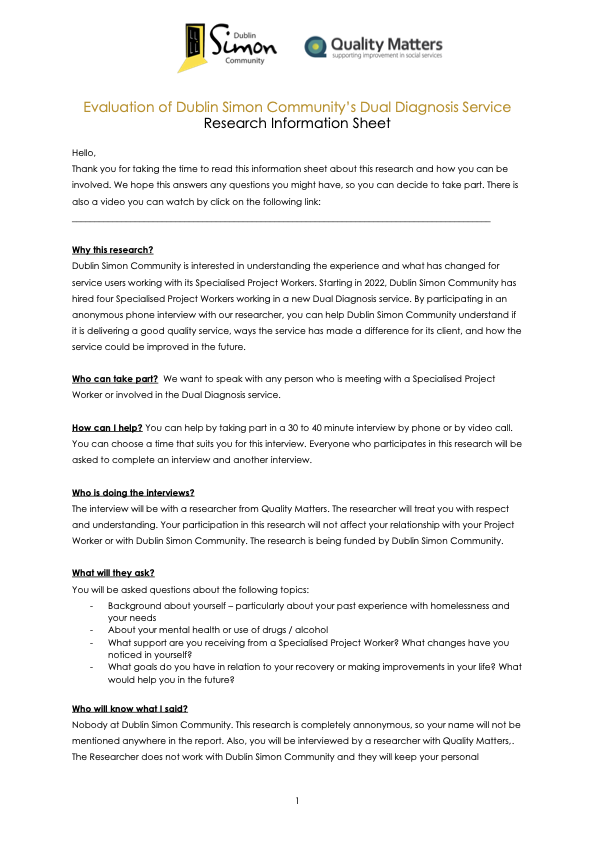 Dublin
Simon
Community
Quality Matters
supporting improvement in social services
Evaluation of Dublin Simon Community's Dual Diagnosis Service
Research Information Sheet
Hello,
Thank you for taking the time to read this information sheet about this research and how you can be
involved. We hope this answers any questions you might have, so you can decide to take part. There is
also a video you can watch by click on the following link:
Why this research?
Dublin Simon Community is interested in understanding the experience and what has changed for
service users working with its Specialised Project Workers. Starting in 2022, Dublin Simon Community has
hired four Specialised Project Workers working in a new Dual Diagnosis service. By participating in an
anonymous phone interview with our researcher, you can help Dublin Simon Community understand if
it is delivering a good quality service, ways the service has made a difference for its client, and how the
service could be improved in the future.
Who can take part? We want to speak with any person who is meeting with a Specialised Project
Worker or involved in the Dual Diagnosis service.
How can I help? You can help by taking part in a 30 to 40 minute interview by phone or by video call.
You can choose a time that suits you for this interview. Everyone who participates in this research will be
asked to complete an interview and another interview.
Who is doing the interviews?
The interview will be with a researcher from Quality Matters. The researcher will treat you with respect
and understanding. Your participation in this research will not affect your relationship with your Project
Worker or with Dublin Simon Community. The research is being funded by Dublin Simon Community.
What will they ask?
You will be asked questions about the following topics:
- Background about yourself – particularly about your past experience with homelessness and
your needs
- About your mental health or use of drugs / alcohol
- What support are you receiving from a Specialised Project Worker? What changes have you
noticed in yourself?
- What goals do you have in relation to your recovery or making improvements in your life? What
would help you in the future?
Who will know what I said?
Nobody at Dublin Simon Community. This research is completely annonymous, so your name will not be
mentioned anywhere in the report. Also, you will be interviewed by a researcher with Quality Matters,.
The Researcher does not work with Dublin Simon Community and they will keep your personal
1